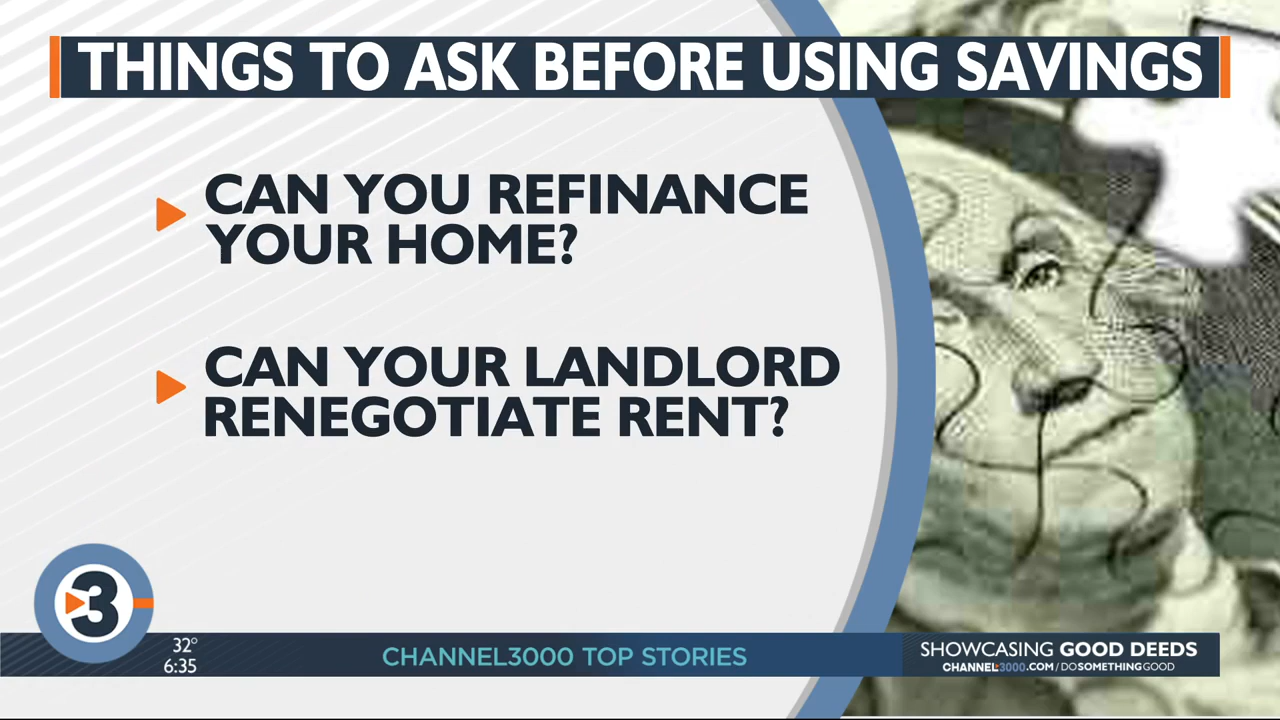 THINGS TO ASK BEFORE USING SAVINGS
CAN YOU REFINANCE
YOUR HOME?
CAN YOUR LANDLORD
RENEGOTIATE RENT?
3
32°
6:35
CHANNEL3000 TOP STORIES
SHOWCASING GOOD DEEDS
CHANNEL3000.COM/DOSOMETHINGGOOD